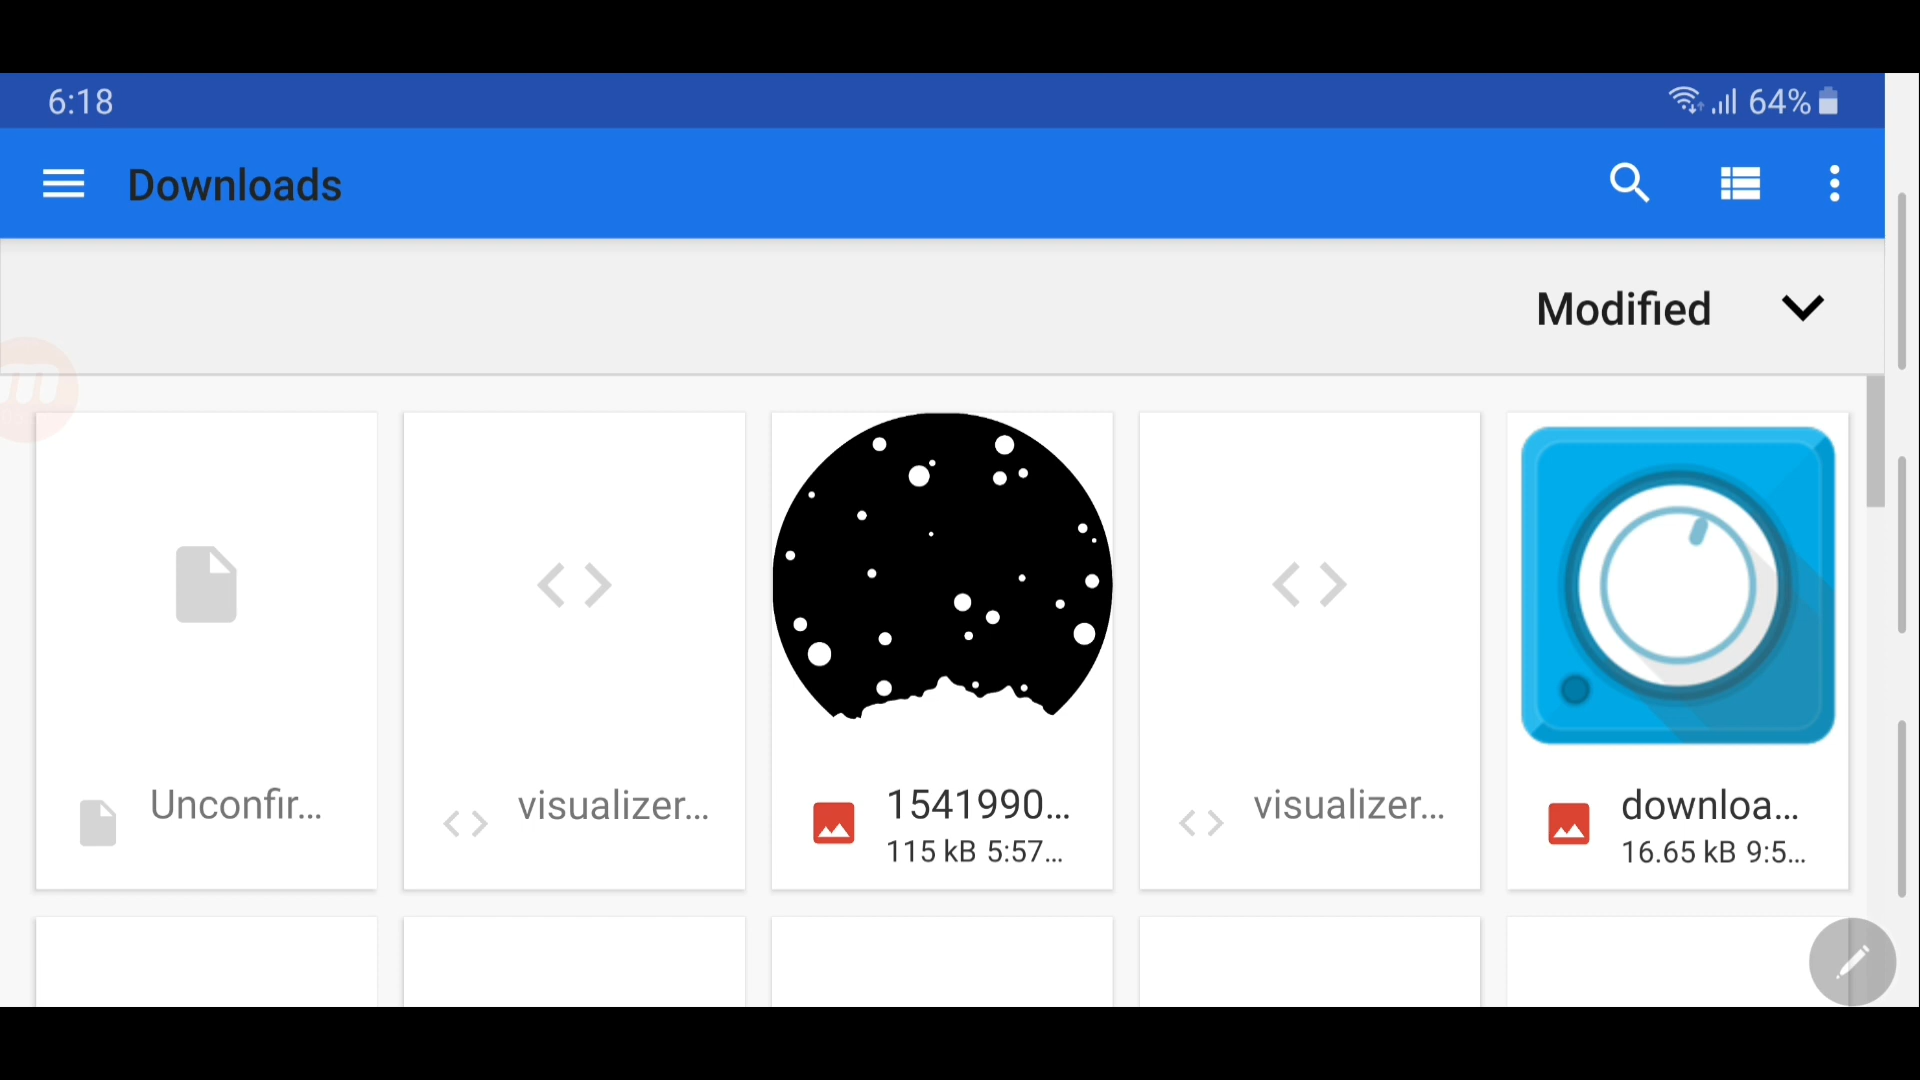 6:18
64%
Downloads
Modified
m
Unconfir...
visualizer...
1541990...
115 kB 5:57...
visualizer...
downloa...
16.65 kB 9:5...